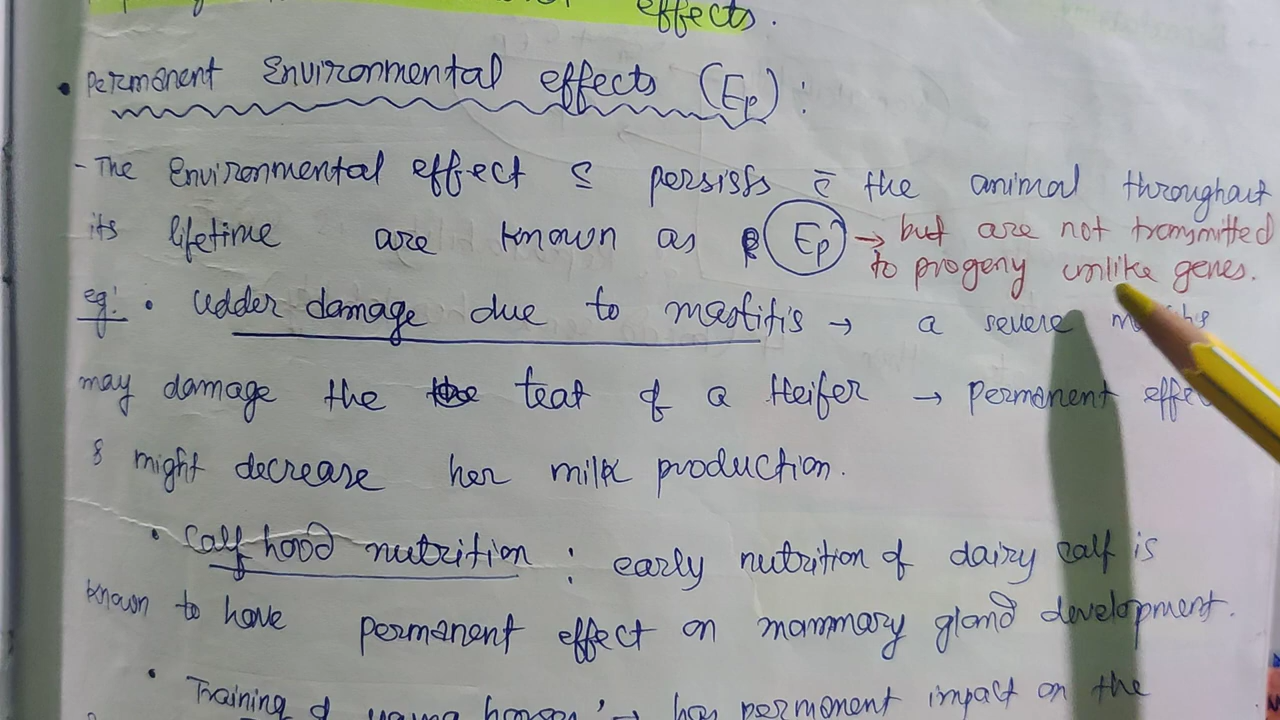 effects.
• Permanent Environmental effects (Ep) :
- The Environmental effect c̄ persists c̄ the animal throughout
its lifetime are known as Ep → but are not transmitted
to progeny unlike genes.
eg: • Udder damage due to mastitis → a severe
may damage the teat of a Heifer → Permanent
& might decrease her milk production.
• Calf hood nutrition : early nutrition of dairy calf is
known to have permanent effect on mammary gland development.
• Training of → has permanent impact on the